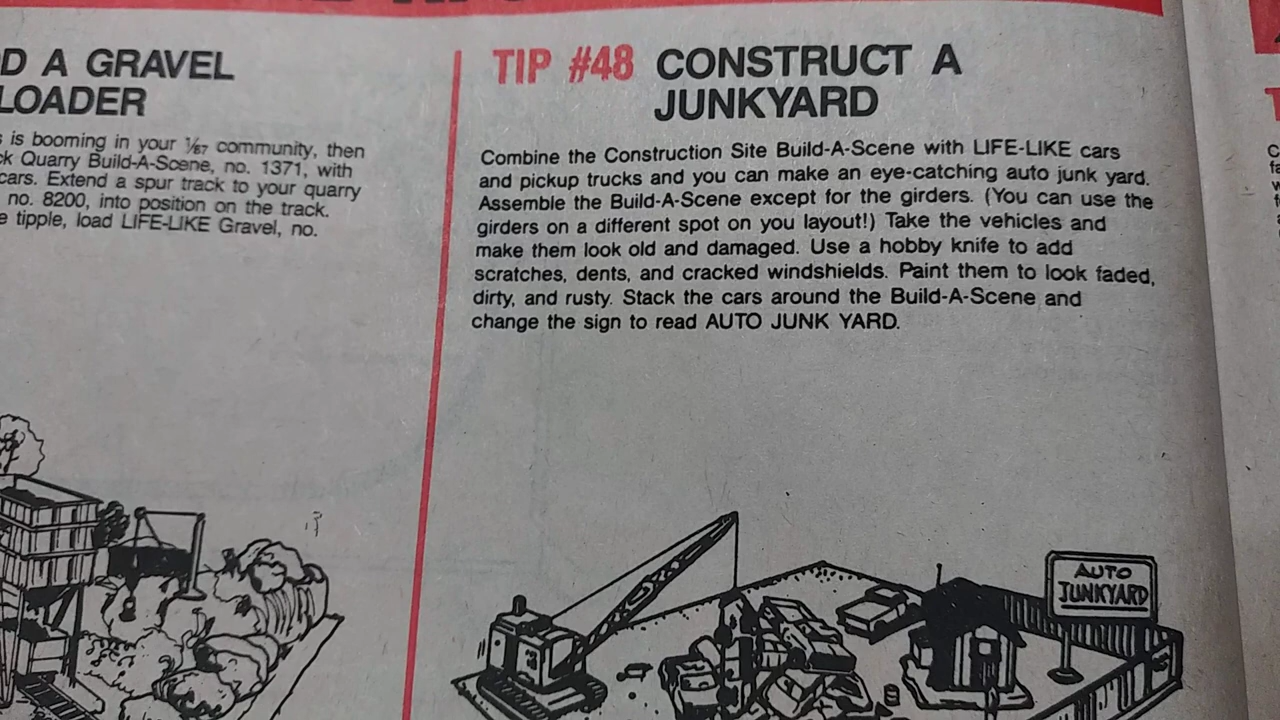 D A GRAVEL
LOADER
s is booming in your 1/87 community, then
ck Quarry Build-A-Scene, no. 1371, with
cars. Extend a spur track to your quarry
no. 8200, into position on the track.
e tipple, load LIFE-LIKE Gravel, no.
TIP #48 CONSTRUCT A
JUNKYARD
Combine the Construction Site Build-A-Scene with LIFE-LIKE cars
and pickup trucks and you can make an eye-catching auto junk yard.
Assemble the Build-A-Scene except for the girders. (You can use the
girders on a different spot on you layout!) Take the vehicles and
make them look old and damaged. Use a hobby knife to add
scratches, dents, and cracked windshields. Paint them to look faded,
dirty, and rusty. Stack the cars around the Build-A-Scene and
change the sign to read AUTO JUNK YARD.
AUTO
JUNKYARD